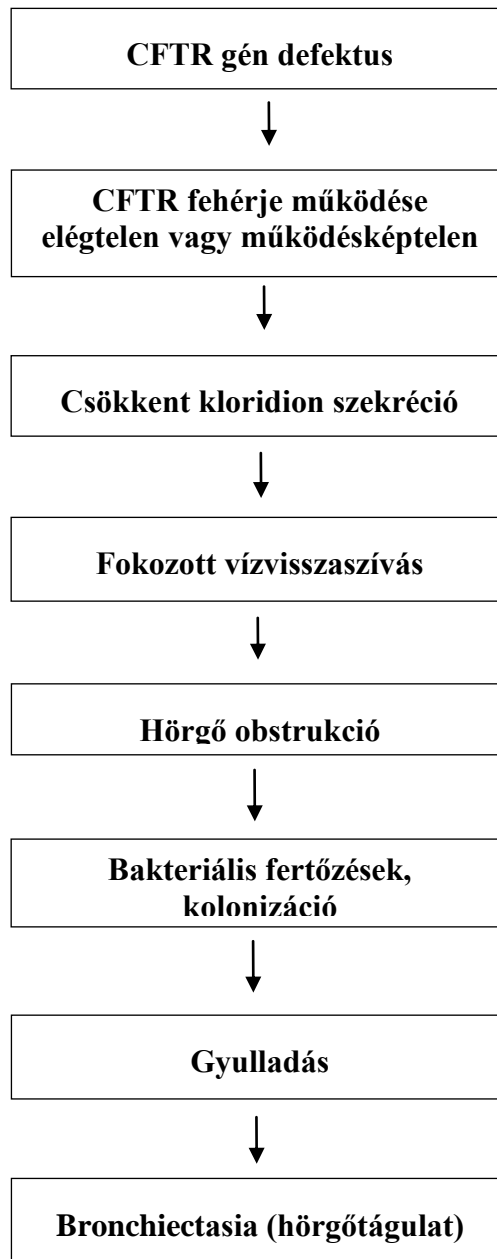 CFTR gén defektus
CFTR fehérje működése
elégtelen vagy működésképtelen
Csökkent kloridion szekréció
Fokozott vízvisszaszívás
Hörgő obstrukció
Bakteriális fertőzések,
kolonizáció
Gyulladás
Bronchiectasia (hörgőtágulat)